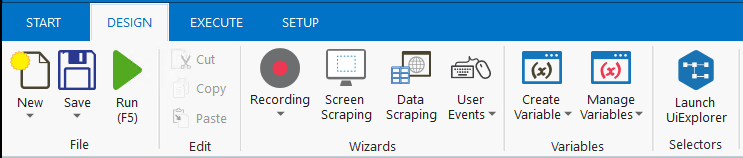 START DESIGN EXECUTE SETUP
New Save Run (F5)
Cut
Copy
Paste
Recording Screen Scraping Data Scraping User Events
(x) Create Variable (x) Manage Variables
Launch UiExplorer
File Edit Wizards Variables Selectors